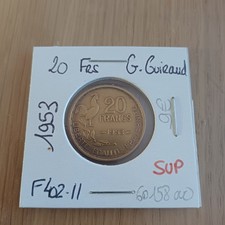 20 Frs G. Guiraud
1953
20
FRANCS
SUP
F402.11